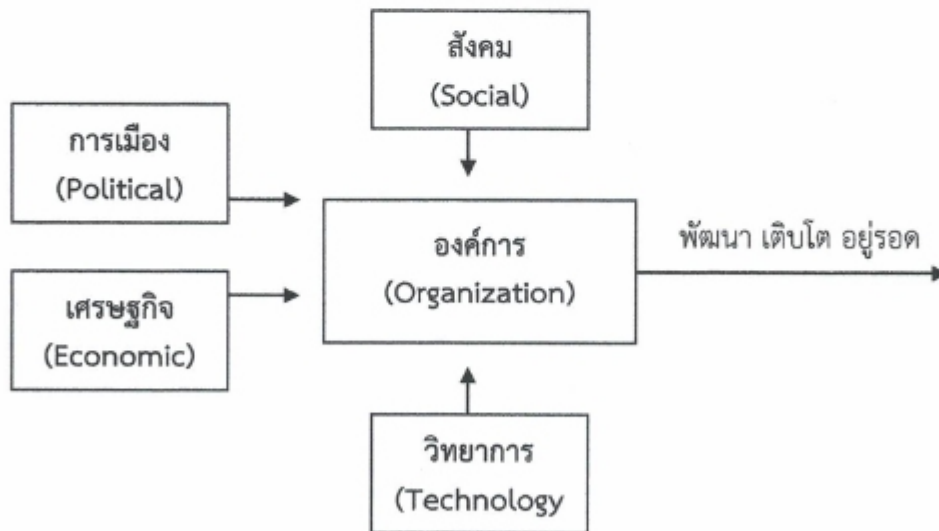 สังคม
(Social)
การเมือง
(Political)
องค์การ
(Organization)
พัฒนา เติบโต อยู่รอด
เศรษฐกิจ
(Economic)
วิทยาการ
(Technology